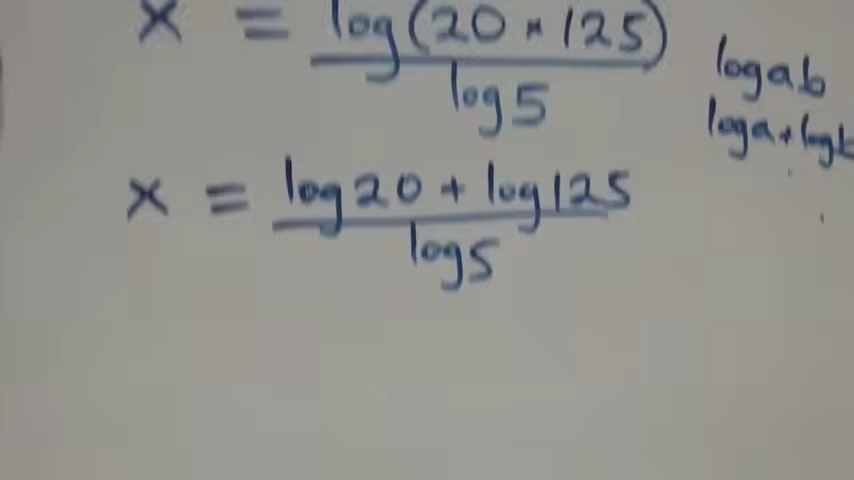 x = log(20 × 125)
log 5
log ab
log a + log b
x = log 20 + log 125
log 5